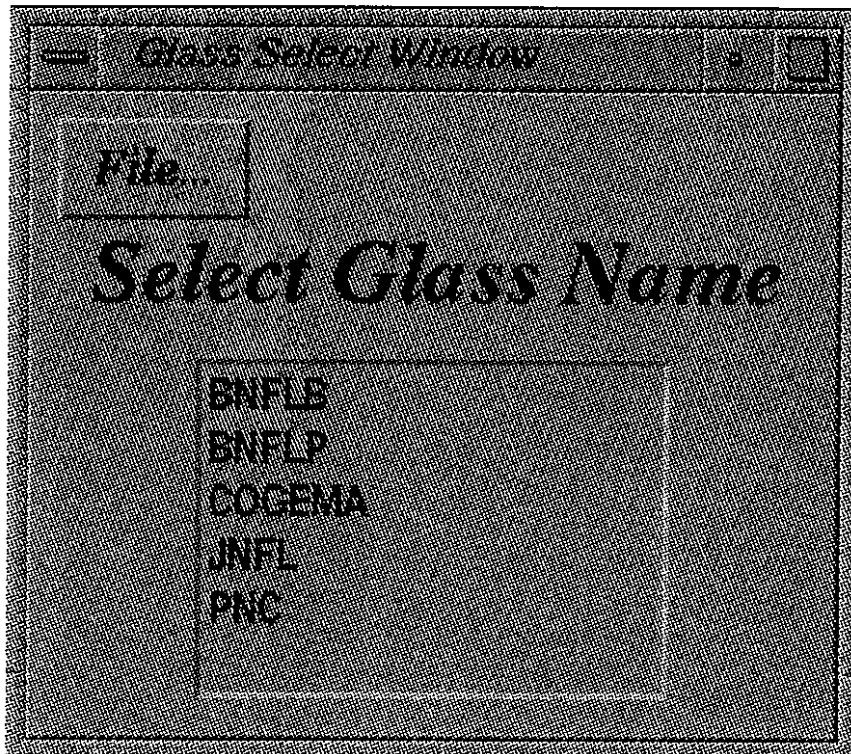 Glass Select Window
File...
Select Glass Name
BNFLB
BNFLP
COGEMA
JNFL
PNC